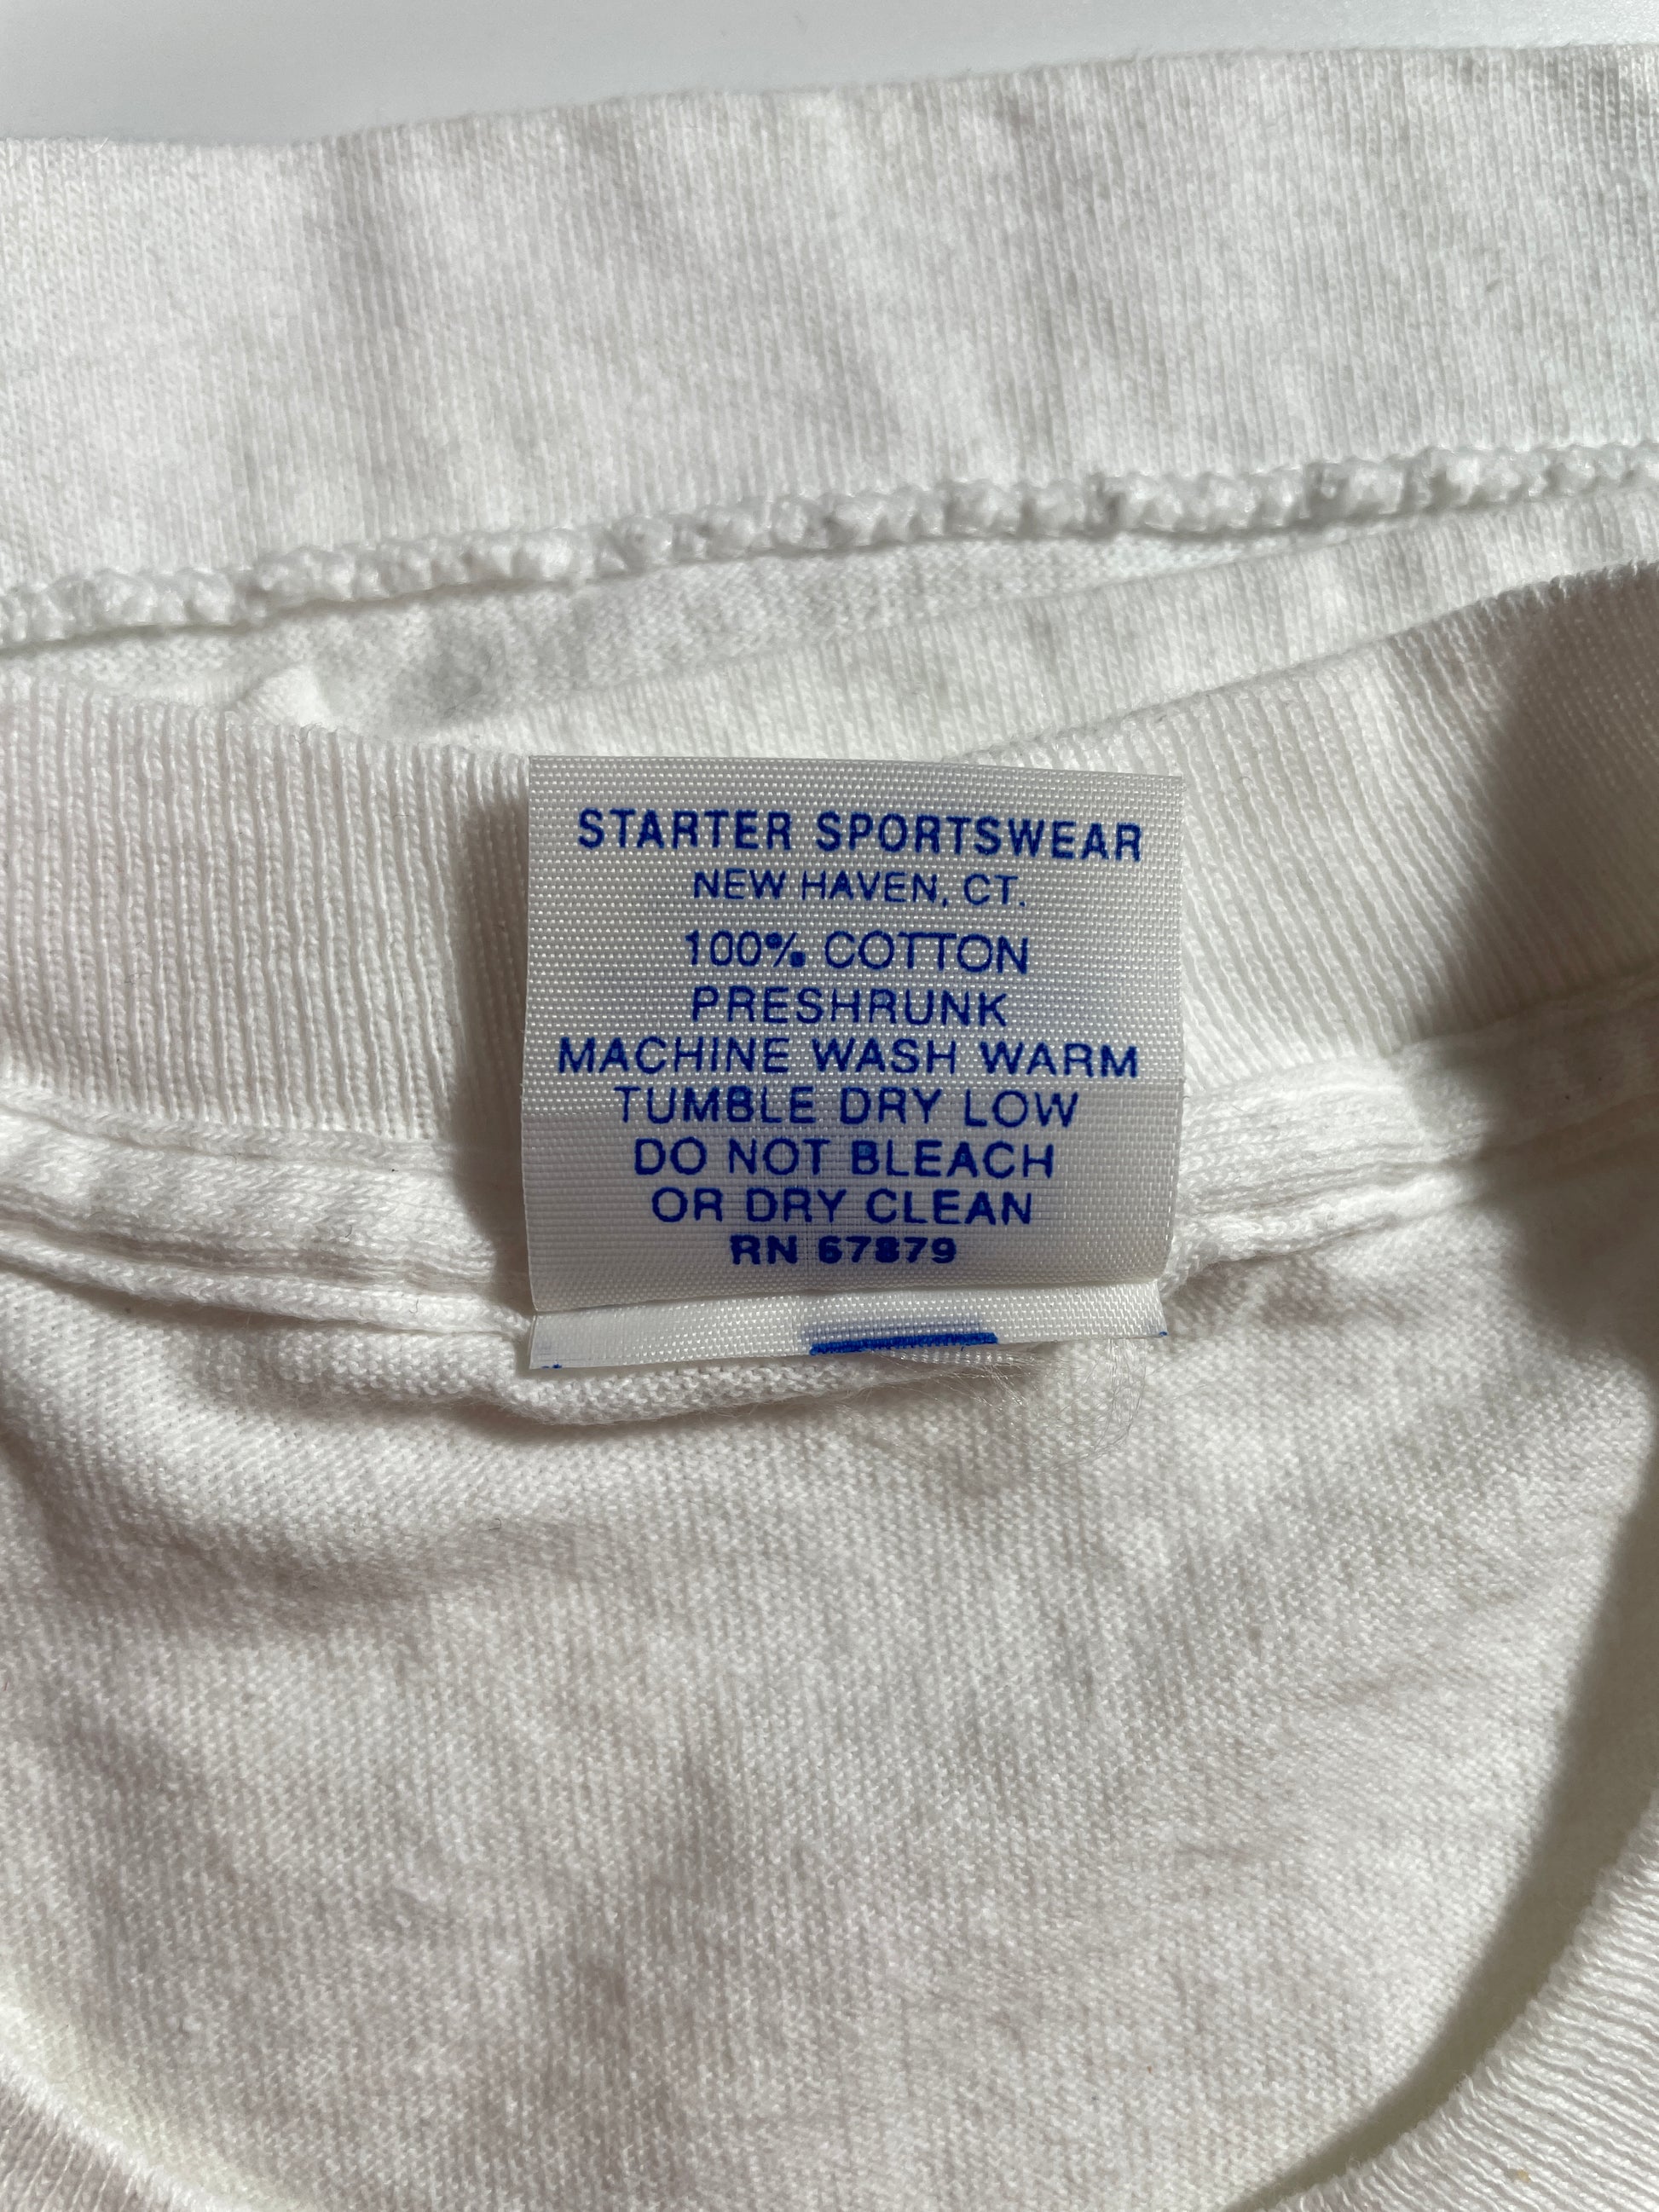 STARTER SPORTSWEAR
NEW HAVEN, CT.
100% COTTON
PRESHRUNK
MACHINE WASH WARM
TUMBLE DRY LOW
DO NOT BLEACH
OR DRY CLEAN
RN 67879